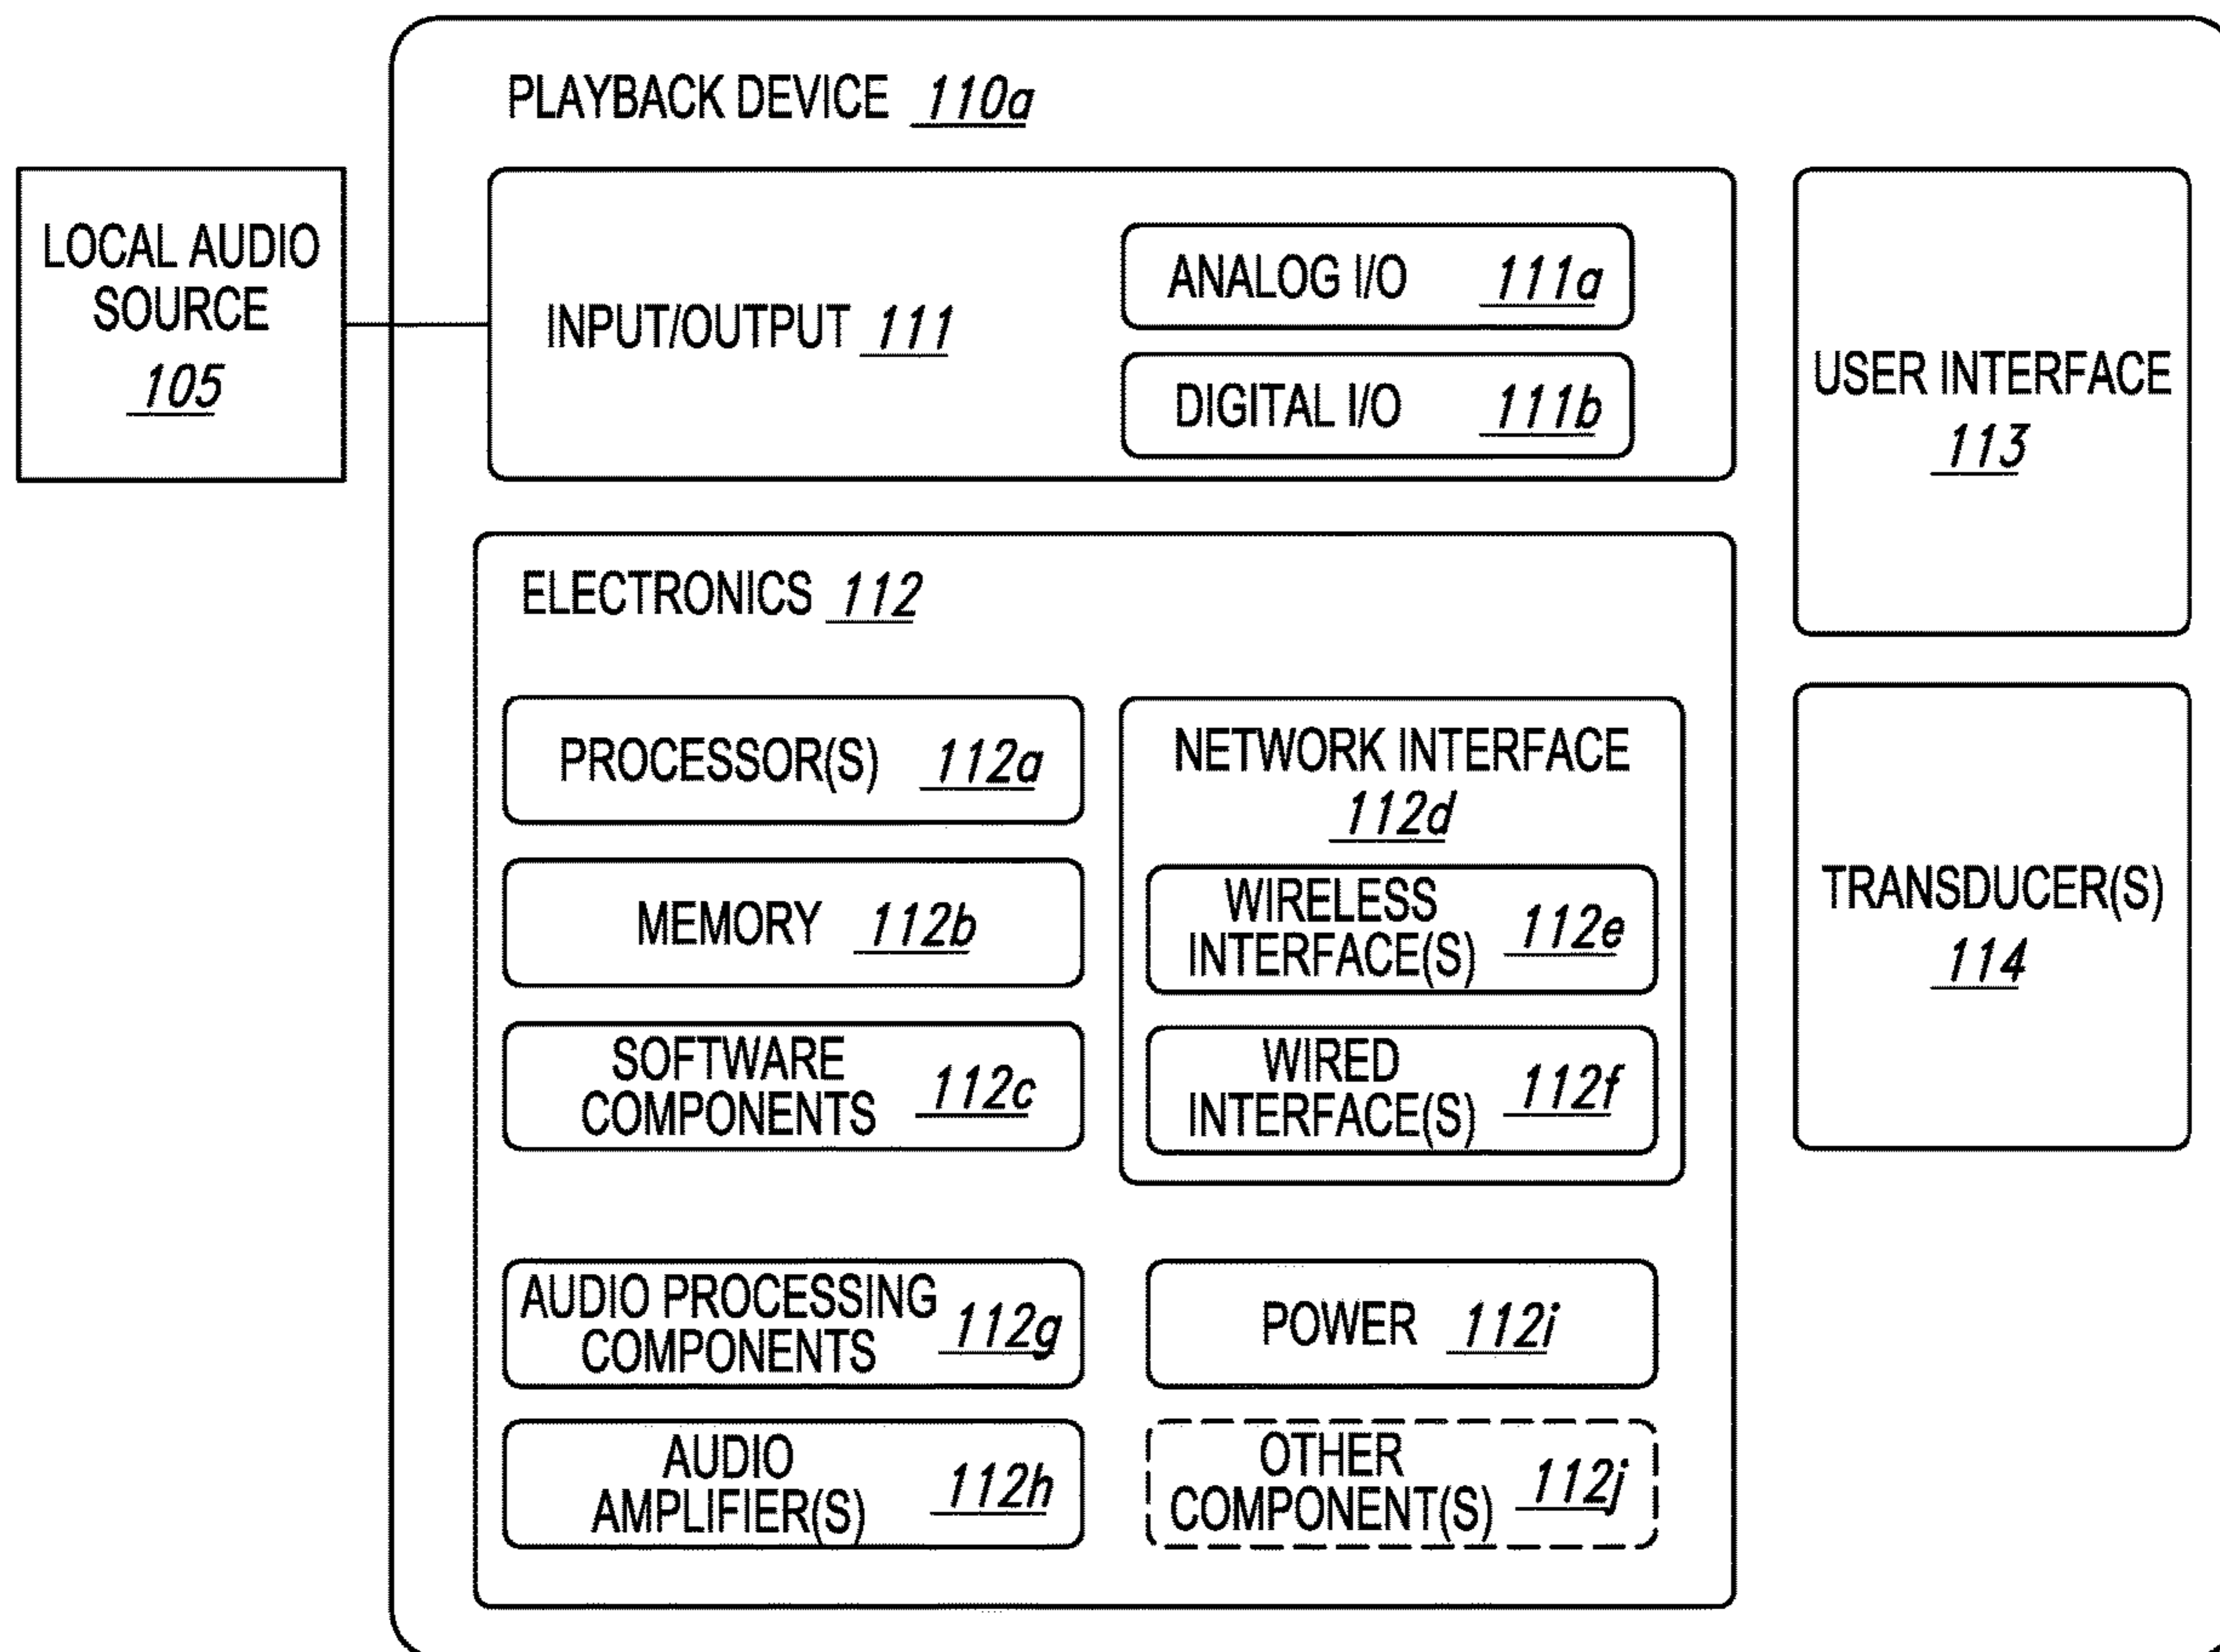 PLAYBACK DEVICE 110a
LOCAL AUDIO
SOURCE
105
INPUT/OUTPUT 111
ANALOG I/O 111a
DIGITAL I/O 111b
USER INTERFACE
113
ELECTRONICS 112
PROCESSOR(S) 112a
MEMORY 112b
SOFTWARE
COMPONENTS 112c
NETWORK INTERFACE
112d
WIRELESS
INTERFACE(S) 112e
WIRED
INTERFACE(S) 112f
TRANSDUCER(S)
114
AUDIO PROCESSING
COMPONENTS 112g
POWER 112i
AUDIO
AMPLIFIER(S) 112h
OTHER
COMPONENT(S) 112j